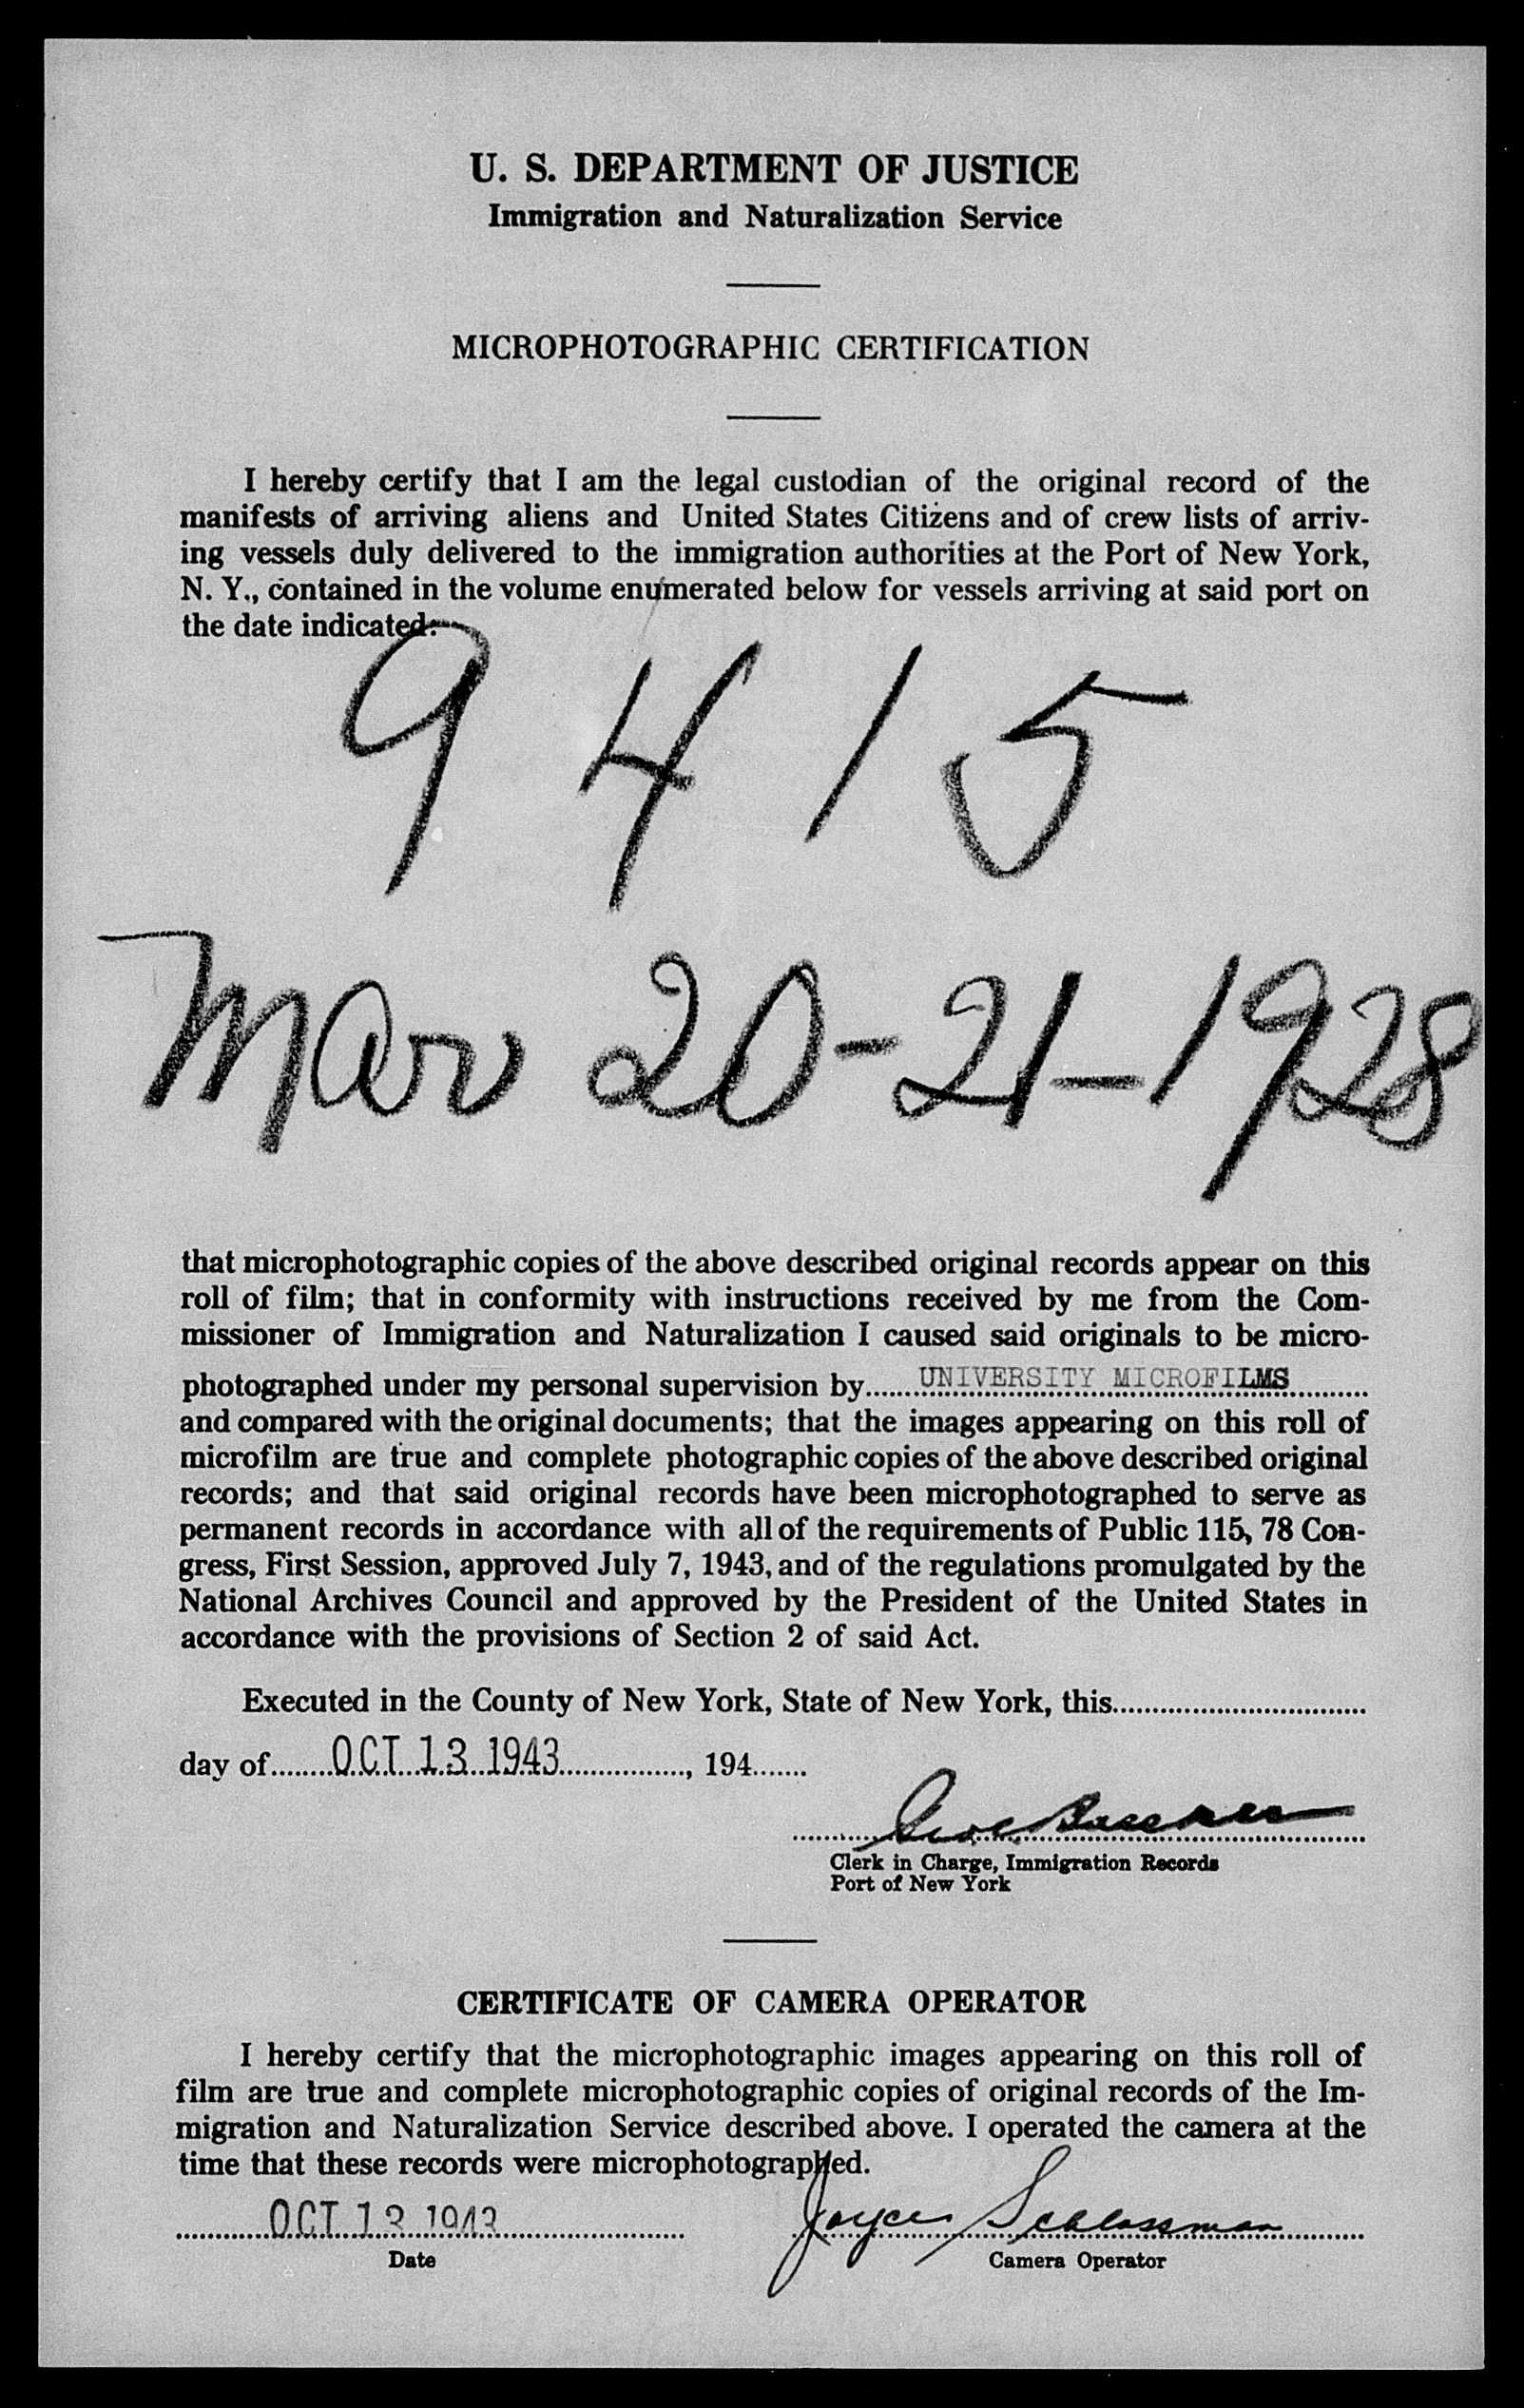 U. S. DEPARTMENT OF JUSTICE
Immigration and Naturalization Service
MICROPHOTOGRAPHIC CERTIFICATION
I hereby certify that I am the legal custodian of the original record of the
manifests of arriving aliens and United States Citizens and of crew lists of arriv-
ing vessels duly delivered to the immigration authorities at the Port of New York,
N. Y., contained in the volume enumerated below for vessels arriving at said port on
the date indicated:
9415
Mar 20-21-1928
that microphotographic copies of the above described original records appear on this
roll of film; that in conformity with instructions received by me from the Com-
missioner of Immigration and Naturalization I caused said originals to be micro-
photographed under my personal supervision by UNIVERSITY MICROFILMS
and compared with the original documents; that the images appearing on this roll of
microfilm are true and complete photographic copies of the above described original
records; and that said original records have been microphotographed to serve as
permanent records in accordance with all of the requirements of Public 115, 78 Con-
gress, First Session, approved July 7, 1943, and of the regulations promulgated by the
National Archives Council and approved by the President of the United States in
accordance with the provisions of Section 2 of said Act.
Executed in the County of New York, State of New York, this
day of OCT 13 1943, 194
Clerk in Charge, Immigration Records
Port of New York
CERTIFICATE OF CAMERA OPERATOR
I hereby certify that the microphotographic images appearing on this roll of
film are true and complete microphotographic copies of original records of the Im-
migration and Naturalization Service described above. I operated the camera at the
time that these records were microphotographed.
OCT 13 1943 Joyce Schlossman
Date Camera Operator